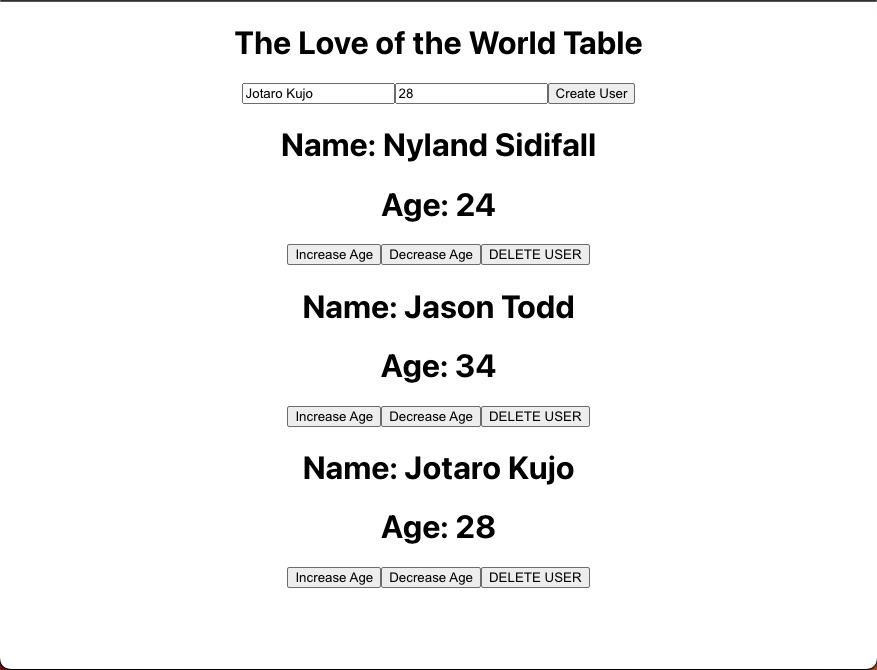 The Love of the World Table
Jotaro Kujo 28 Create User
Name: Nyland Sidifall
Age: 24
Increase Age Decrease Age DELETE USER
Name: Jason Todd
Age: 34
Increase Age Decrease Age DELETE USER
Name: Jotaro Kujo
Age: 28
Increase Age Decrease Age DELETE USER